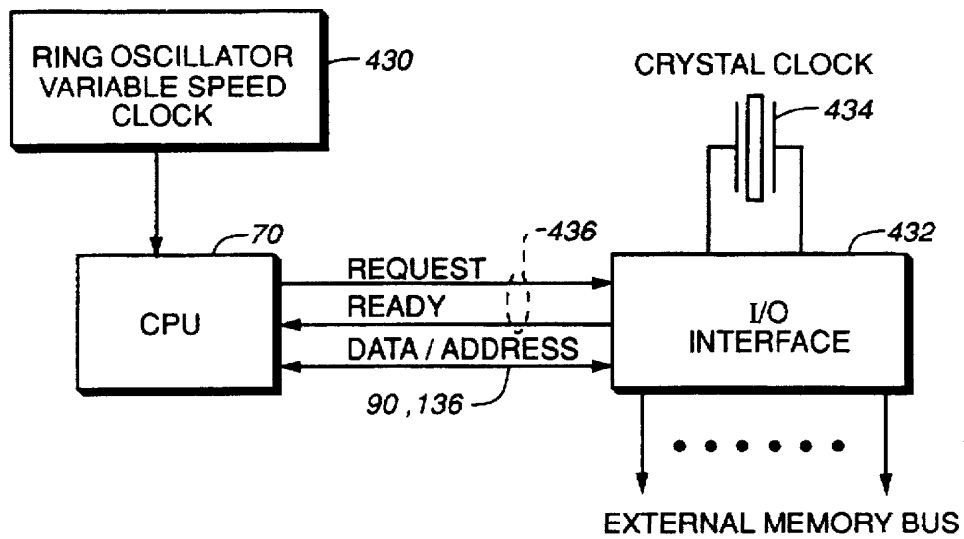 RING OSCILLATOR
VARIABLE SPEED
CLOCK
430
CRYSTAL CLOCK
434
70
436
432
CPU
REQUEST
READY
DATA / ADDRESS
90, 136
I/O
INTERFACE
EXTERNAL MEMORY BUS